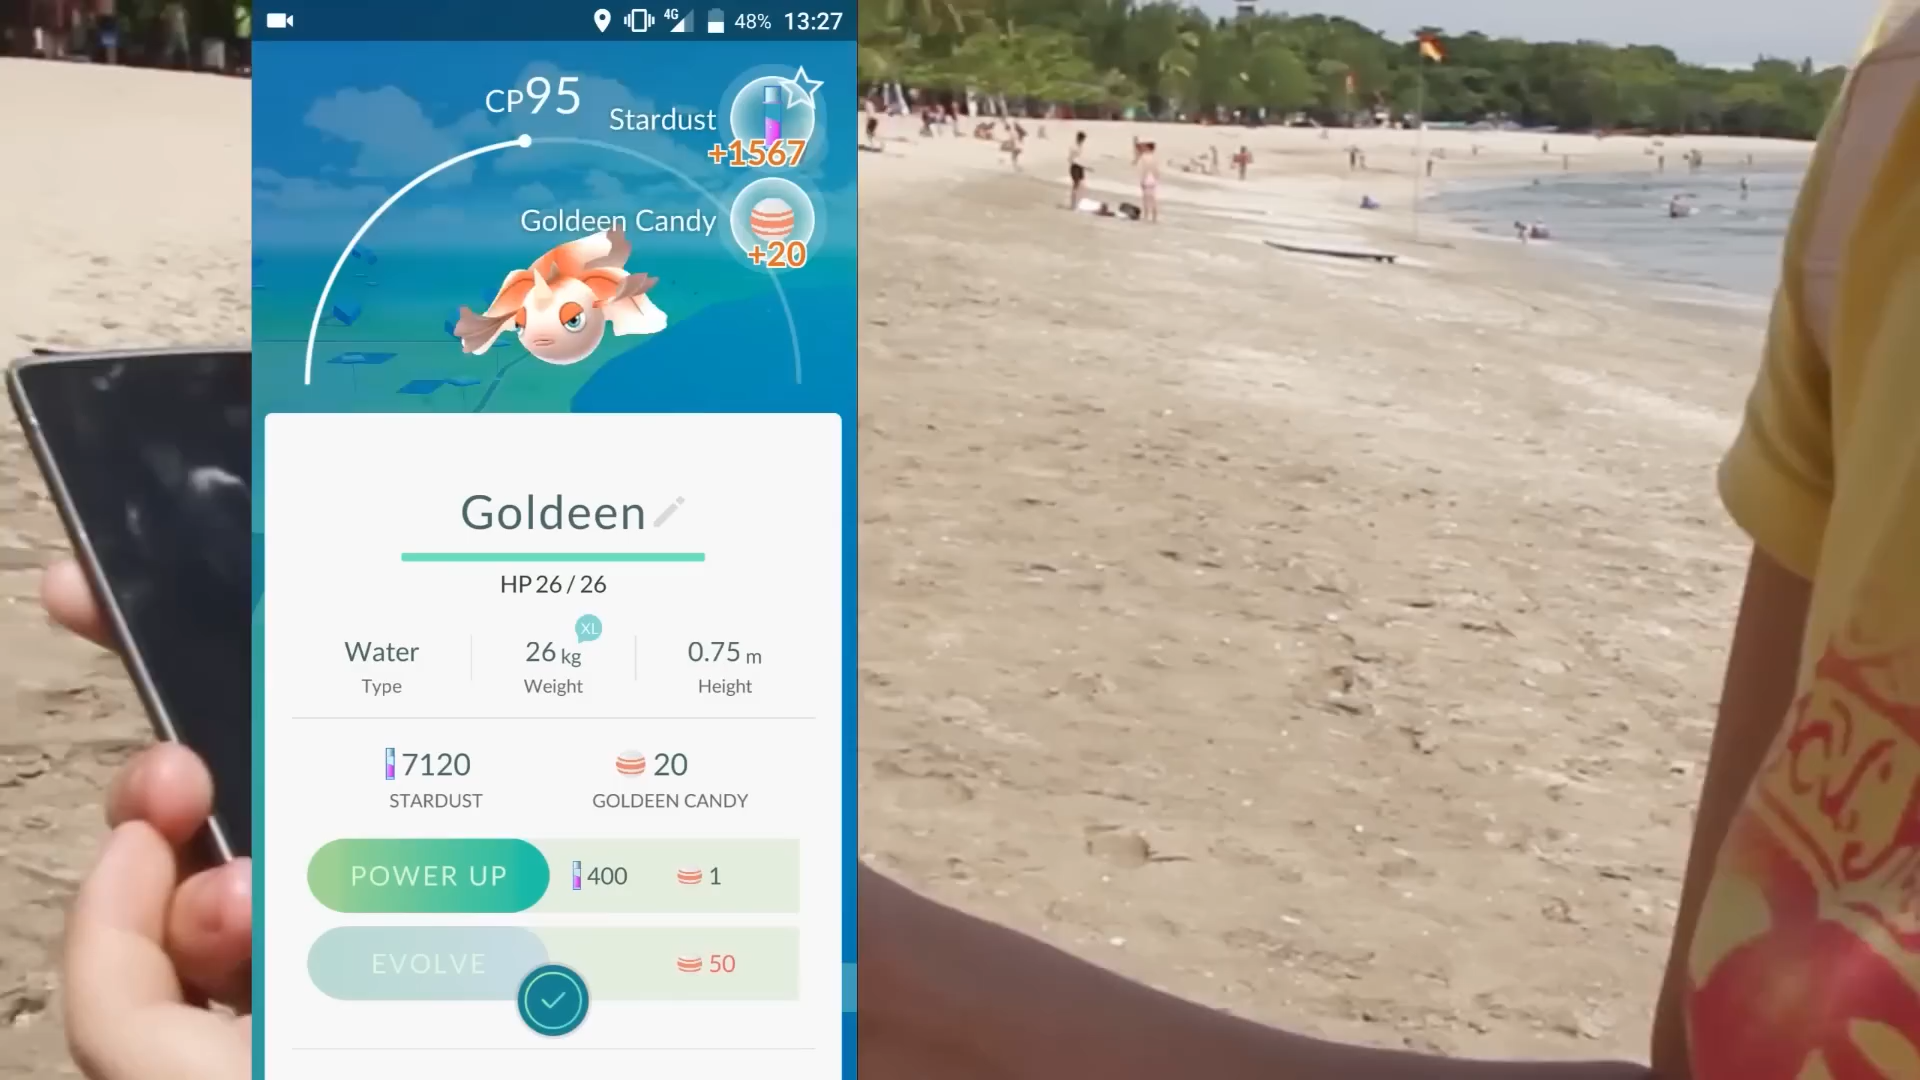 4G 48% 13:27
CP95
Stardust
+1567
Goldeen Candy
+20
Goldeen
HP 26 / 26
XL
Water 26 kg 0.75 m
Type Weight Height
7120 20
STARDUST GOLDEEN CANDY
POWER UP 400 1
EVOLVE 50